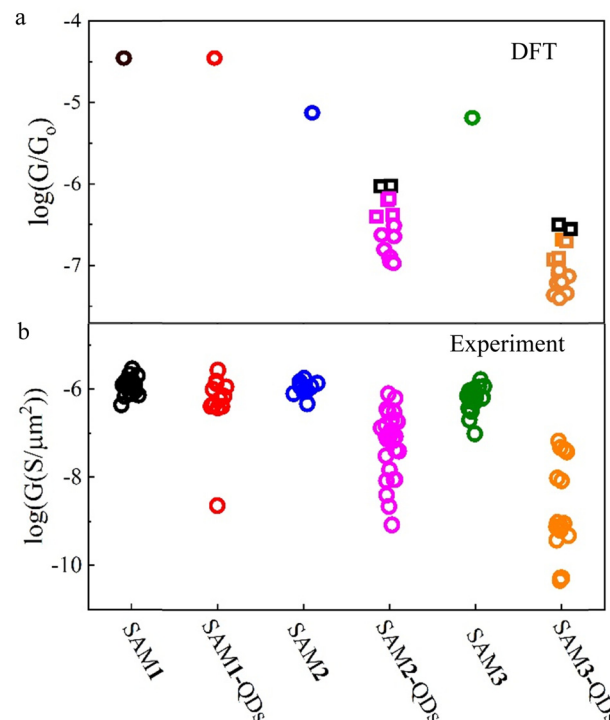 a
-4
DFT
-5
log(G/G₀)
-6
-7
b
Experiment
-6
log(G(S/μm²))
-8
-10
SAM1
SAM1-QDs
SAM2
SAM2-QDs
SAM3
SAM3-QDs